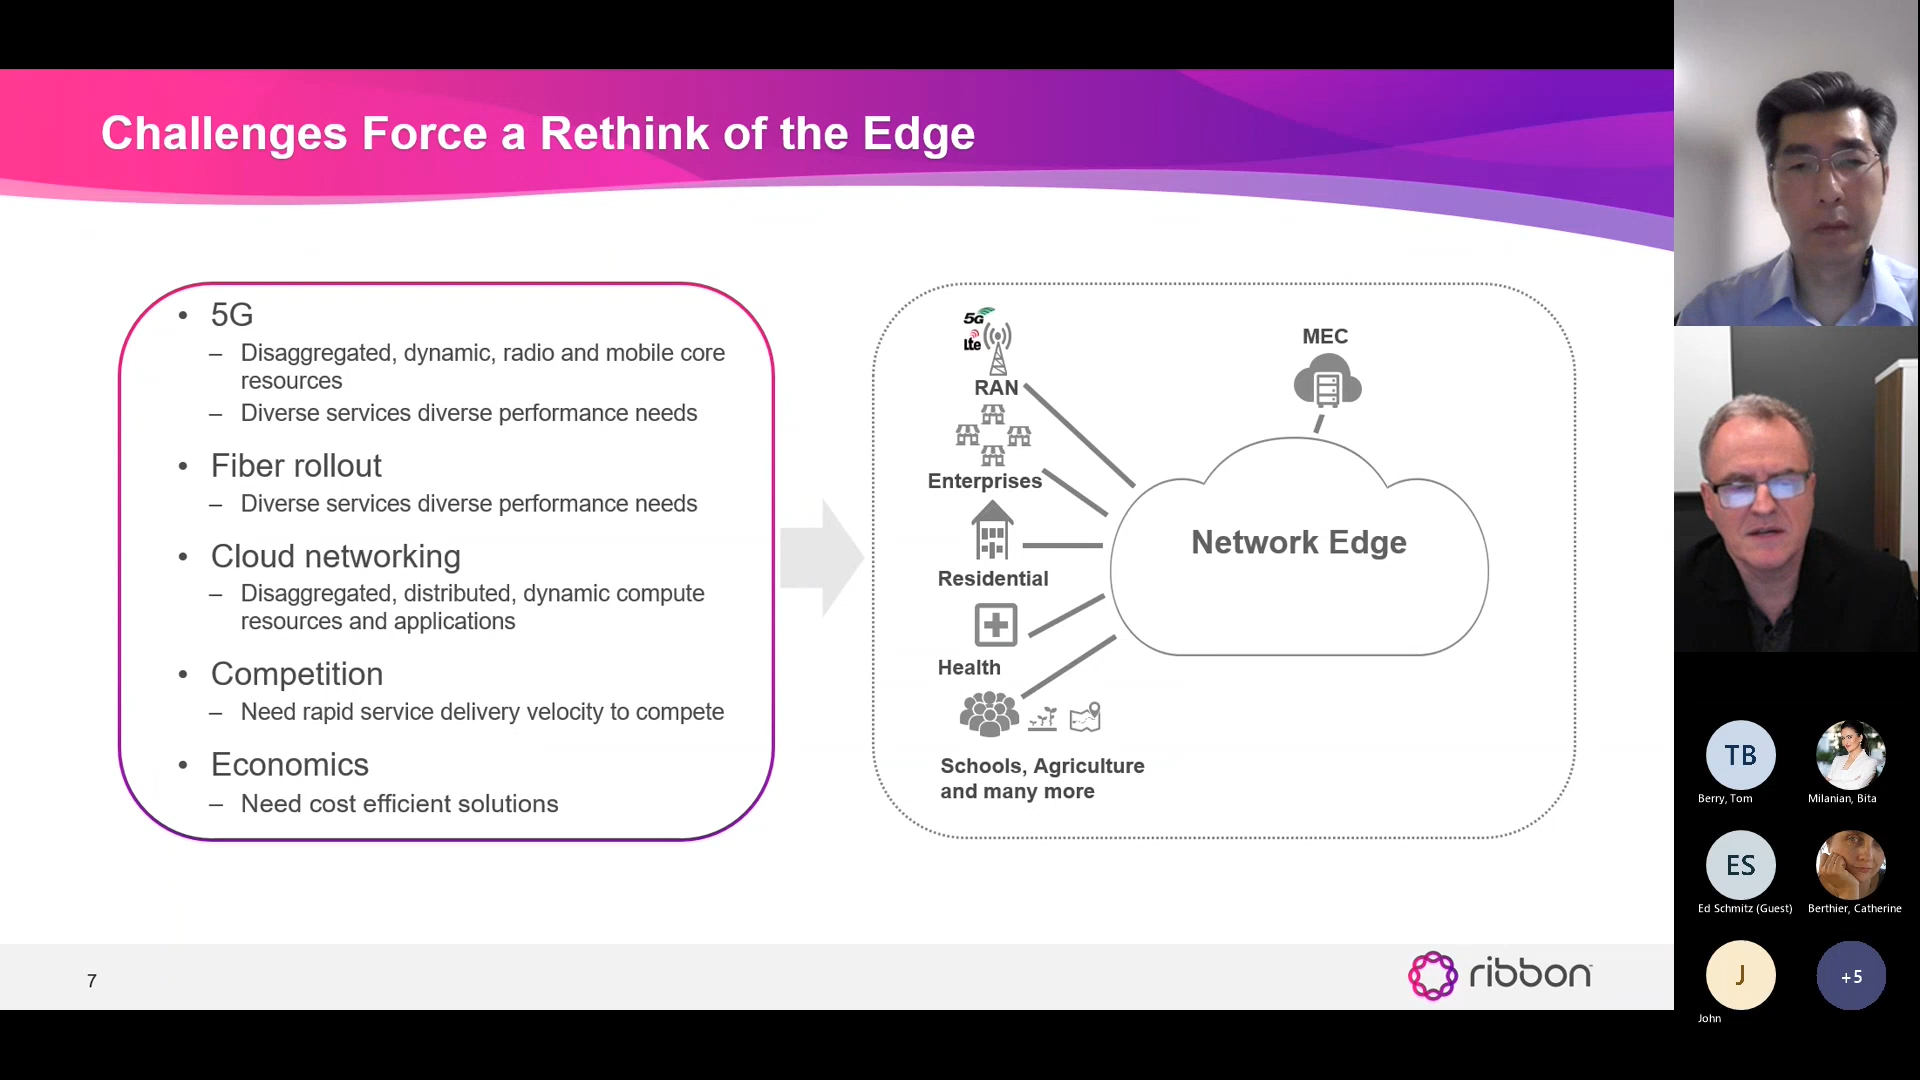 Challenges Force a Rethink of the Edge
• 5G
– Disaggregated, dynamic, radio and mobile core
resources
– Diverse services diverse performance needs
• Fiber rollout
– Diverse services diverse performance needs
• Cloud networking
– Disaggregated, distributed, dynamic compute
resources and applications
• Competition
– Need rapid service delivery velocity to compete
• Economics
– Need cost efficient solutions
5G
lte
RAN
Enterprises
Residential
Health
Schools, Agriculture
and many more
MEC
Network Edge
7
ribbon
TB
Berry, Tom
Milanian, Bita
ES
Ed Schmitz (Guest)
Berthier, Catherine
J
John
+5